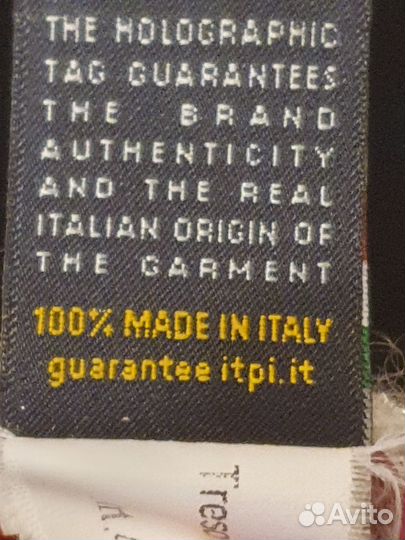 THE HOLOGRAPHIC
TAG GUARANTEES
THE BRAND
AUTHENTICITY
AND THE REAL
ITALIAN ORIGIN OF
THE GARMENT
100% MADE IN ITALY
guarantee itpi.it
Avito